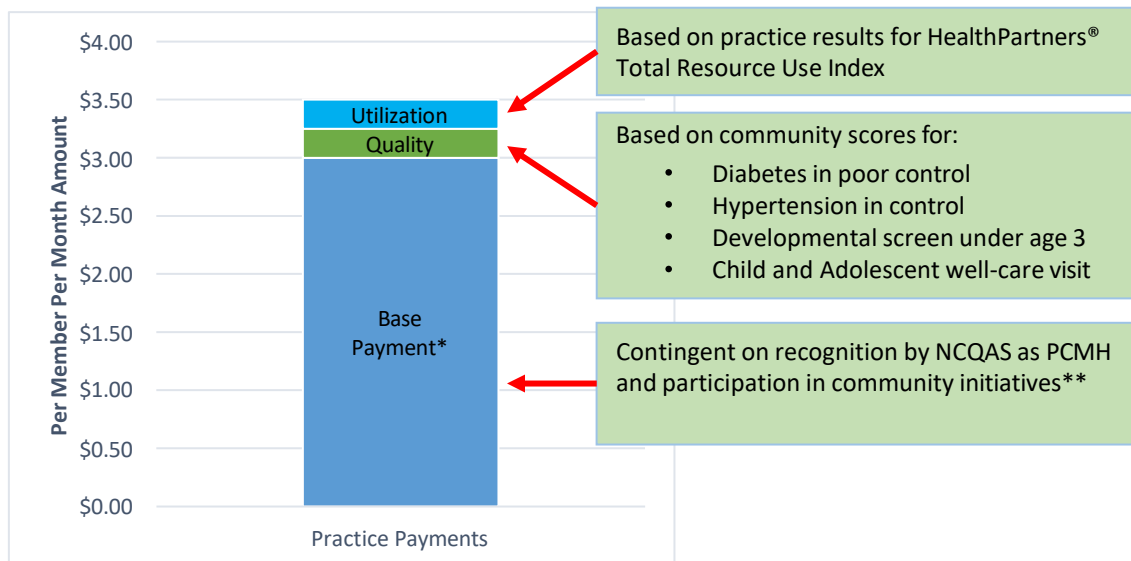 $4.00
$3.50
$3.00
$2.50
$2.00
$1.50
$1.00
$0.50
$0.00
Per Member Per Month Amount
Utilization
Quality
Base
Payment*
Practice Payments
Based on practice results for HealthPartners®
Total Resource Use Index
Based on community scores for:
• Diabetes in poor control
• Hypertension in control
• Developmental screen under age 3
• Child and Adolescent well-care visit
Contingent on recognition by NCQAS as PCMH
and participation in community initiatives**